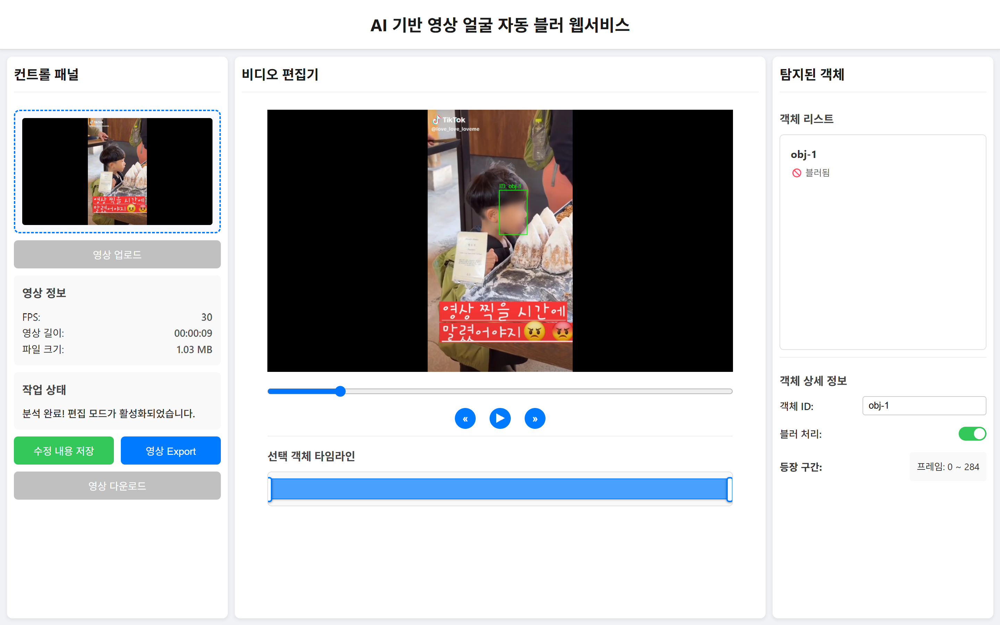 AI 기반 영상 얼굴 자동 블러 웹서비스
컨트롤 패널
TikTok
@love_love_loveme
영상 찍을 시간에
말렸어야지😠 😡
영상 업로드
영상 정보
FPS: 30
영상 길이: 00:00:09
파일 크기: 1.03 MB
작업 상태
분석 완료! 편집 모드가 활성화되었습니다.
수정 내용 저장
영상 Export
영상 다운로드
비디오 편집기
TikTok
@love_love_loveme
ID: obj-1
영상 찍을 시간에
말렸어야지😠 😡
«
»
선택 객체 타임라인
탐지된 객체
객체 리스트
obj-1
🚫 블러됨
객체 상세 정보
객체 ID: obj-1
블러 처리:
등장 구간: 프레임: 0 ~ 284